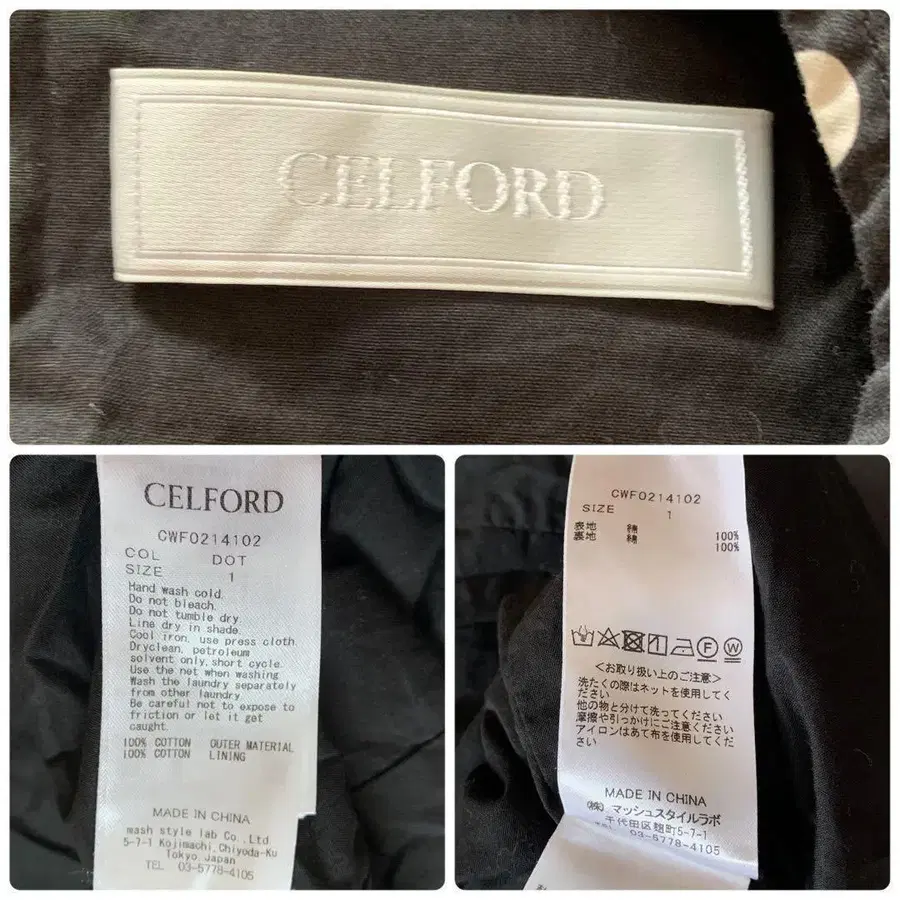 CELFORD
CELFORD
CWF0214102
COL DOT
SIZE 1
Hand wash cold.
Do not bleach.
Do not tumble dry.
Line dry in shade.
Cool iron, use press cloth.
Dryclean, petroleum
solvent only,short cycle.
Use the net when washing
Wash the laundry separately
from other laundry
Be careful not to expose to
friction or let it get
caught.
100% COTTON OUTER MATERIAL
100% COTTON LINING
MADE IN CHINA
mash style lab Co.,Ltd
5-7-1 Kojimachi,Chiyoda-Ku
Tokyo,Japan
TEL 03-5778-4105
CWF0214102
SIZE 1
表地 綿 100%
裏地 綿 100%
<お取り扱い上のご注意>
洗たくの際はネットを使用してく
ださい
他の物と分けて洗ってください
摩擦や引っかけにご注意ください
アイロンはあて布を使用してくだ
さい
MADE IN CHINA
㈱ マッシュスタイルラボ
千代田区麹町5-7-1
TEL 03-5778-4105